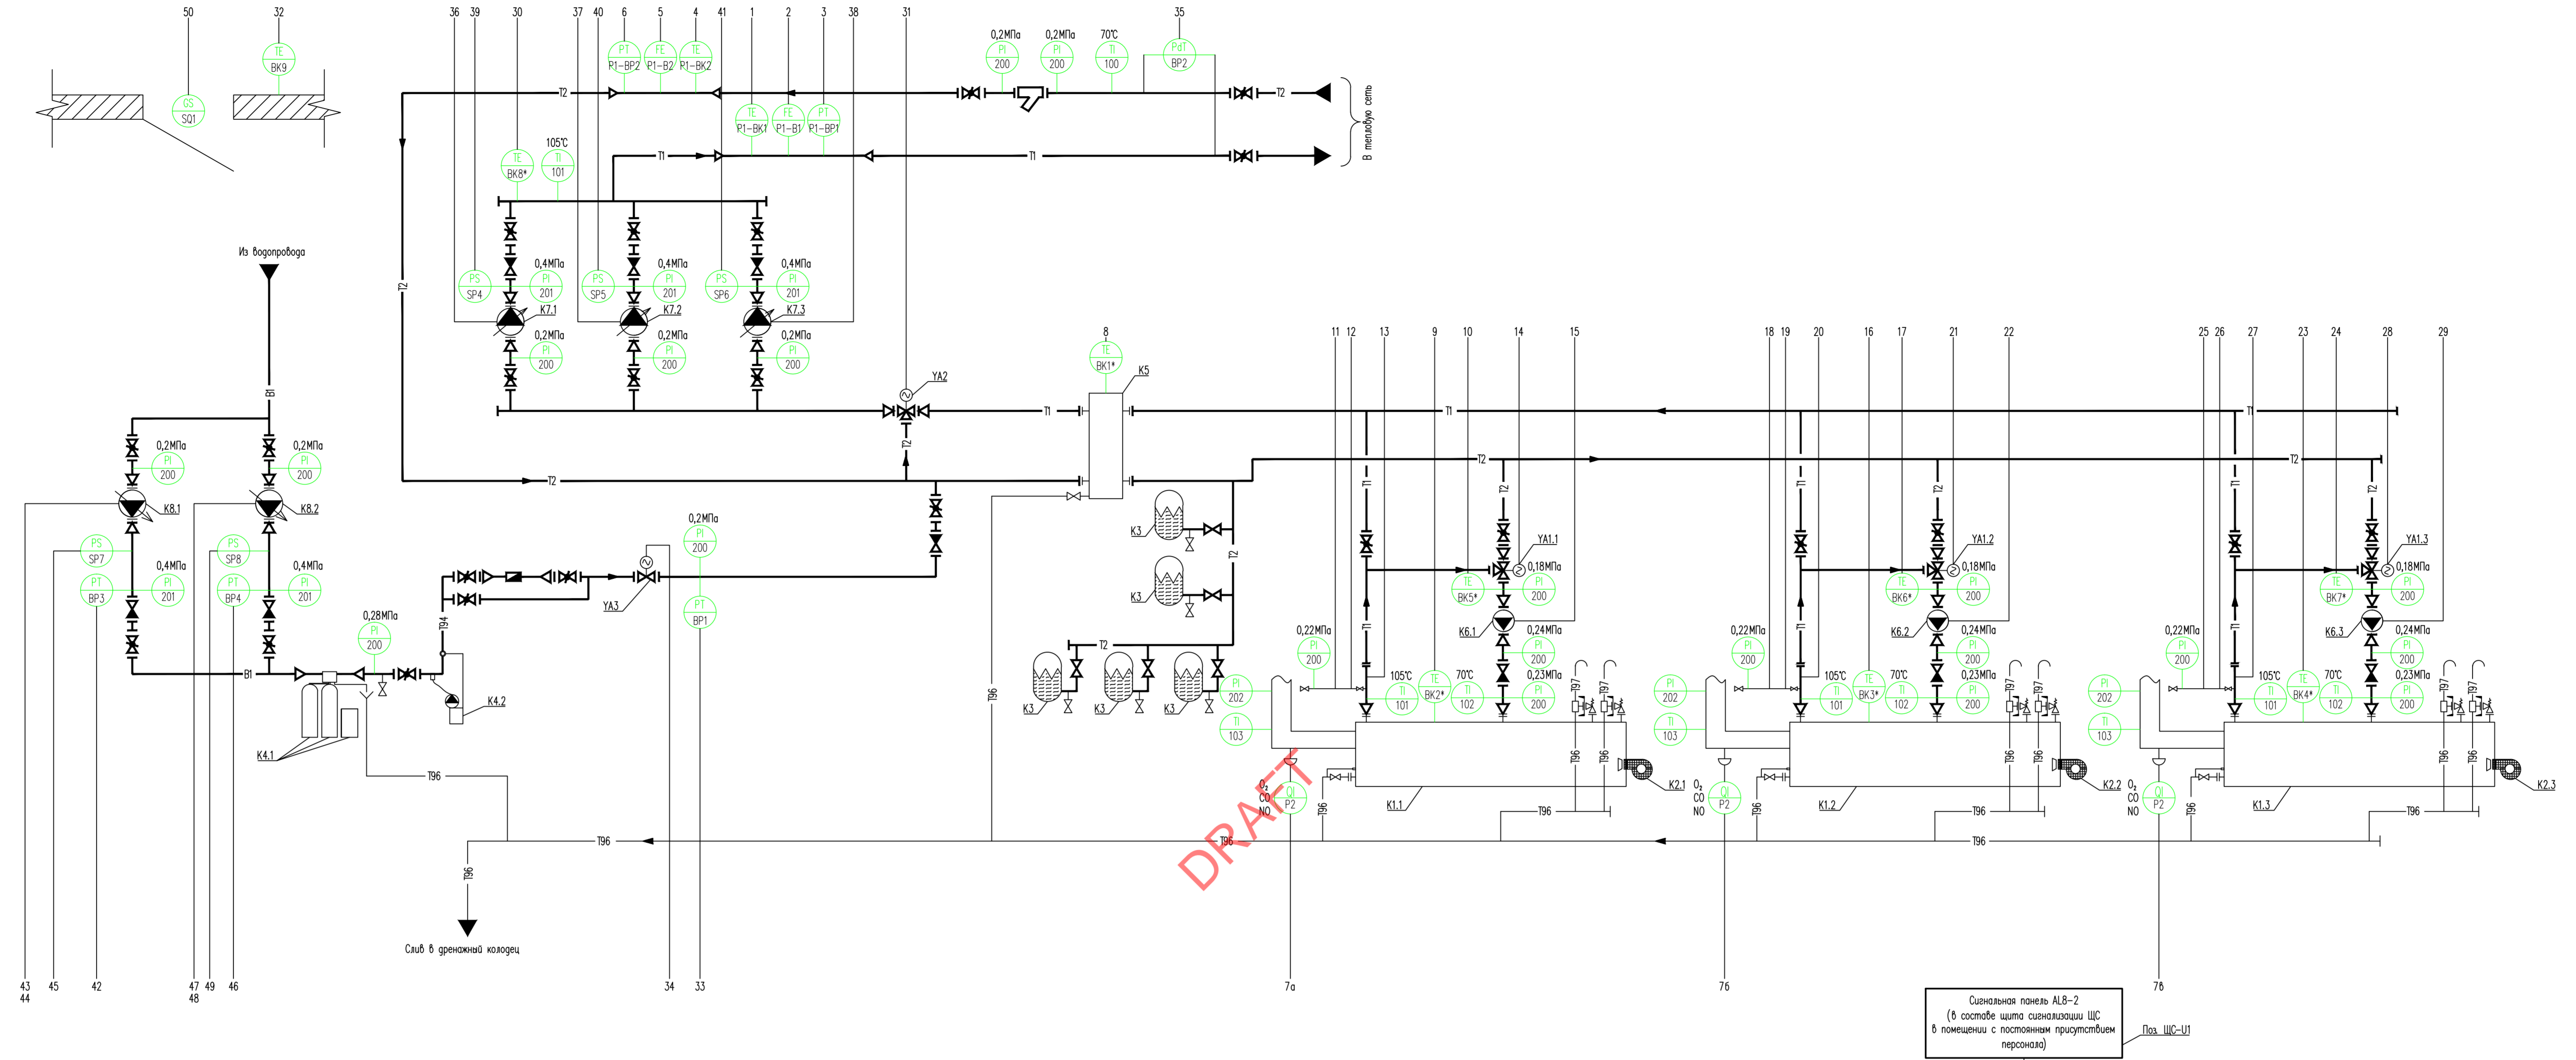 50
32
36
39
30
37
40
6
5
4
41
1
2
3
38
31
35
TE
BK9
GS
SQ1
PT
P1-BP2
FE
P1-B2
TE
P1-BK2
0,2МПа
PI
200
0,2МПа
PI
200
70°C
TI
100
PdT
BP2
T2
T2
TE
P1-BK1
FE
P1-B1
PT
P1-BP1
T1
T1
В тепловую сеть
TE
BK8*
105°C
TI
101
T2
Из водопровода
B1
PS
SP4
0,4МПа
PI
201
K7.1
PS
SP5
0,4МПа
PI
201
K7.2
PS
SP6
0,4МПа
PI
201
K7.3
0,2МПа
PI
200
0,2МПа
PI
200
0,2МПа
PI
200
YA2
8
TE
BK1*
K5
T1
T1
T1
T2
T2
T2
T2
11
12
13
9
10
14
15
18
19
20
16
17
21
22
25
26
27
23
24
28
29
0,2МПа
PI
200
0,2МПа
PI
200
K8.1
K8.2
PS
SP7
PT
BP3
0,4МПа
PI
201
PS
SP8
PT
BP4
0,4МПа
PI
201
B1
0,28МПа
PI
200
T94
K4.1
K4.2
YA3
0,2МПа
PI
200
PT
BP1
K3
K3
T2
T2
K3
K3
K3
T96
T96
T1
T1
T2
YA1.1
0,18МПа
TE
BK5*
PI
200
K6.1
0,24МПа
PI
200
0,23МПа
PI
200
0,22МПа
PI
200
PI
202
TI
103
105°C
TI
101
TE
BK2*
70°C
TI
102
T97
T97
T96
T96
T96
T96
O₂
CO
NO
QI
P2
K1.1
K2.1
T1
T1
T2
YA1.2
0,18МПа
TE
BK6*
PI
200
K6.2
0,24МПа
PI
200
0,23МПа
PI
200
0,22МПа
PI
200
PI
202
TI
103
105°C
TI
101
TE
BK3*
70°C
TI
102
T97
T97
T96
T96
T96
T96
O₂
CO
NO
QI
P2
K1.2
K2.2
T1
T1
T2
YA1.3
0,18МПа
TE
BK7*
PI
200
K6.3
0,24МПа
PI
200
0,23МПа
PI
200
0,22МПа
PI
200
PI
202
TI
103
105°C
TI
101
TE
BK4*
70°C
TI
102
T97
T97
T96
T96
T96
T96
O₂
CO
NO
QI
P2
K1.3
K2.3
T96
T96
T96
T96
DRAFT
Слив в дренажный колодец
43
44
45
42
47
48
49
46
34
33
7а
7б
7в
Сигнальная панель AL8-2
(в составе щита сигнализации ЩС
в помещении с постоянным присутствием
персонала)
Поз. ЩС-U1